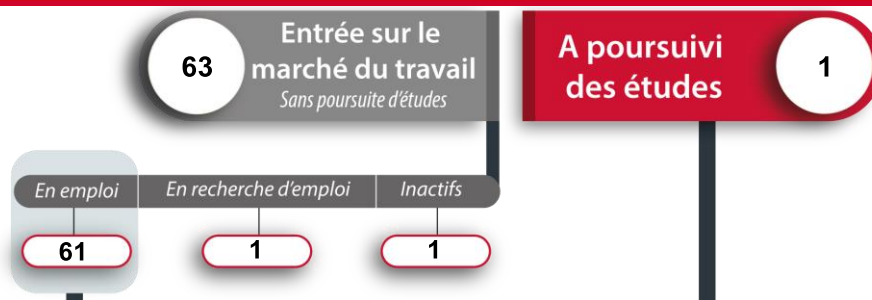 63
Entrée sur le
marché du travail
Sans poursuite d'études
A poursuivi
des études
1
En emploi
En recherche d'emploi
Inactifs
61
1
1